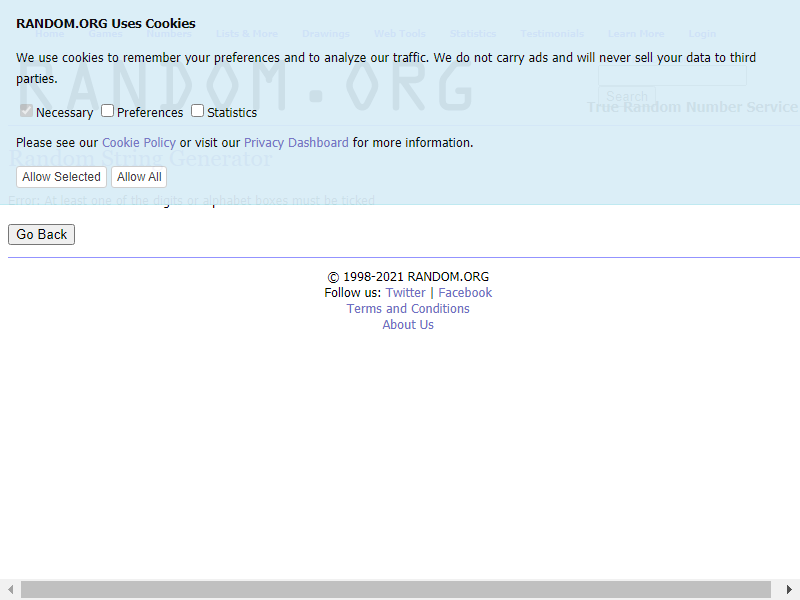 RANDOM.ORG Uses Cookies
Home Games Numbers Lists & More Drawings Web Tools Statistics Testimonials Learn More Login
We use cookies to remember your preferences and to analyze our traffic. We do not carry ads and will never sell your data to third
parties.
RANDOM.ORG
Search
True Random Number Service
Necessary Preferences Statistics
Please see our Cookie Policy or visit our Privacy Dashboard for more information.
Random String Generator
Allow Selected Allow All
Error: At least one of the digits or alphabet boxes must be ticked
Go Back
© 1998-2021 RANDOM.ORG
Follow us: Twitter | Facebook
Terms and Conditions
About Us